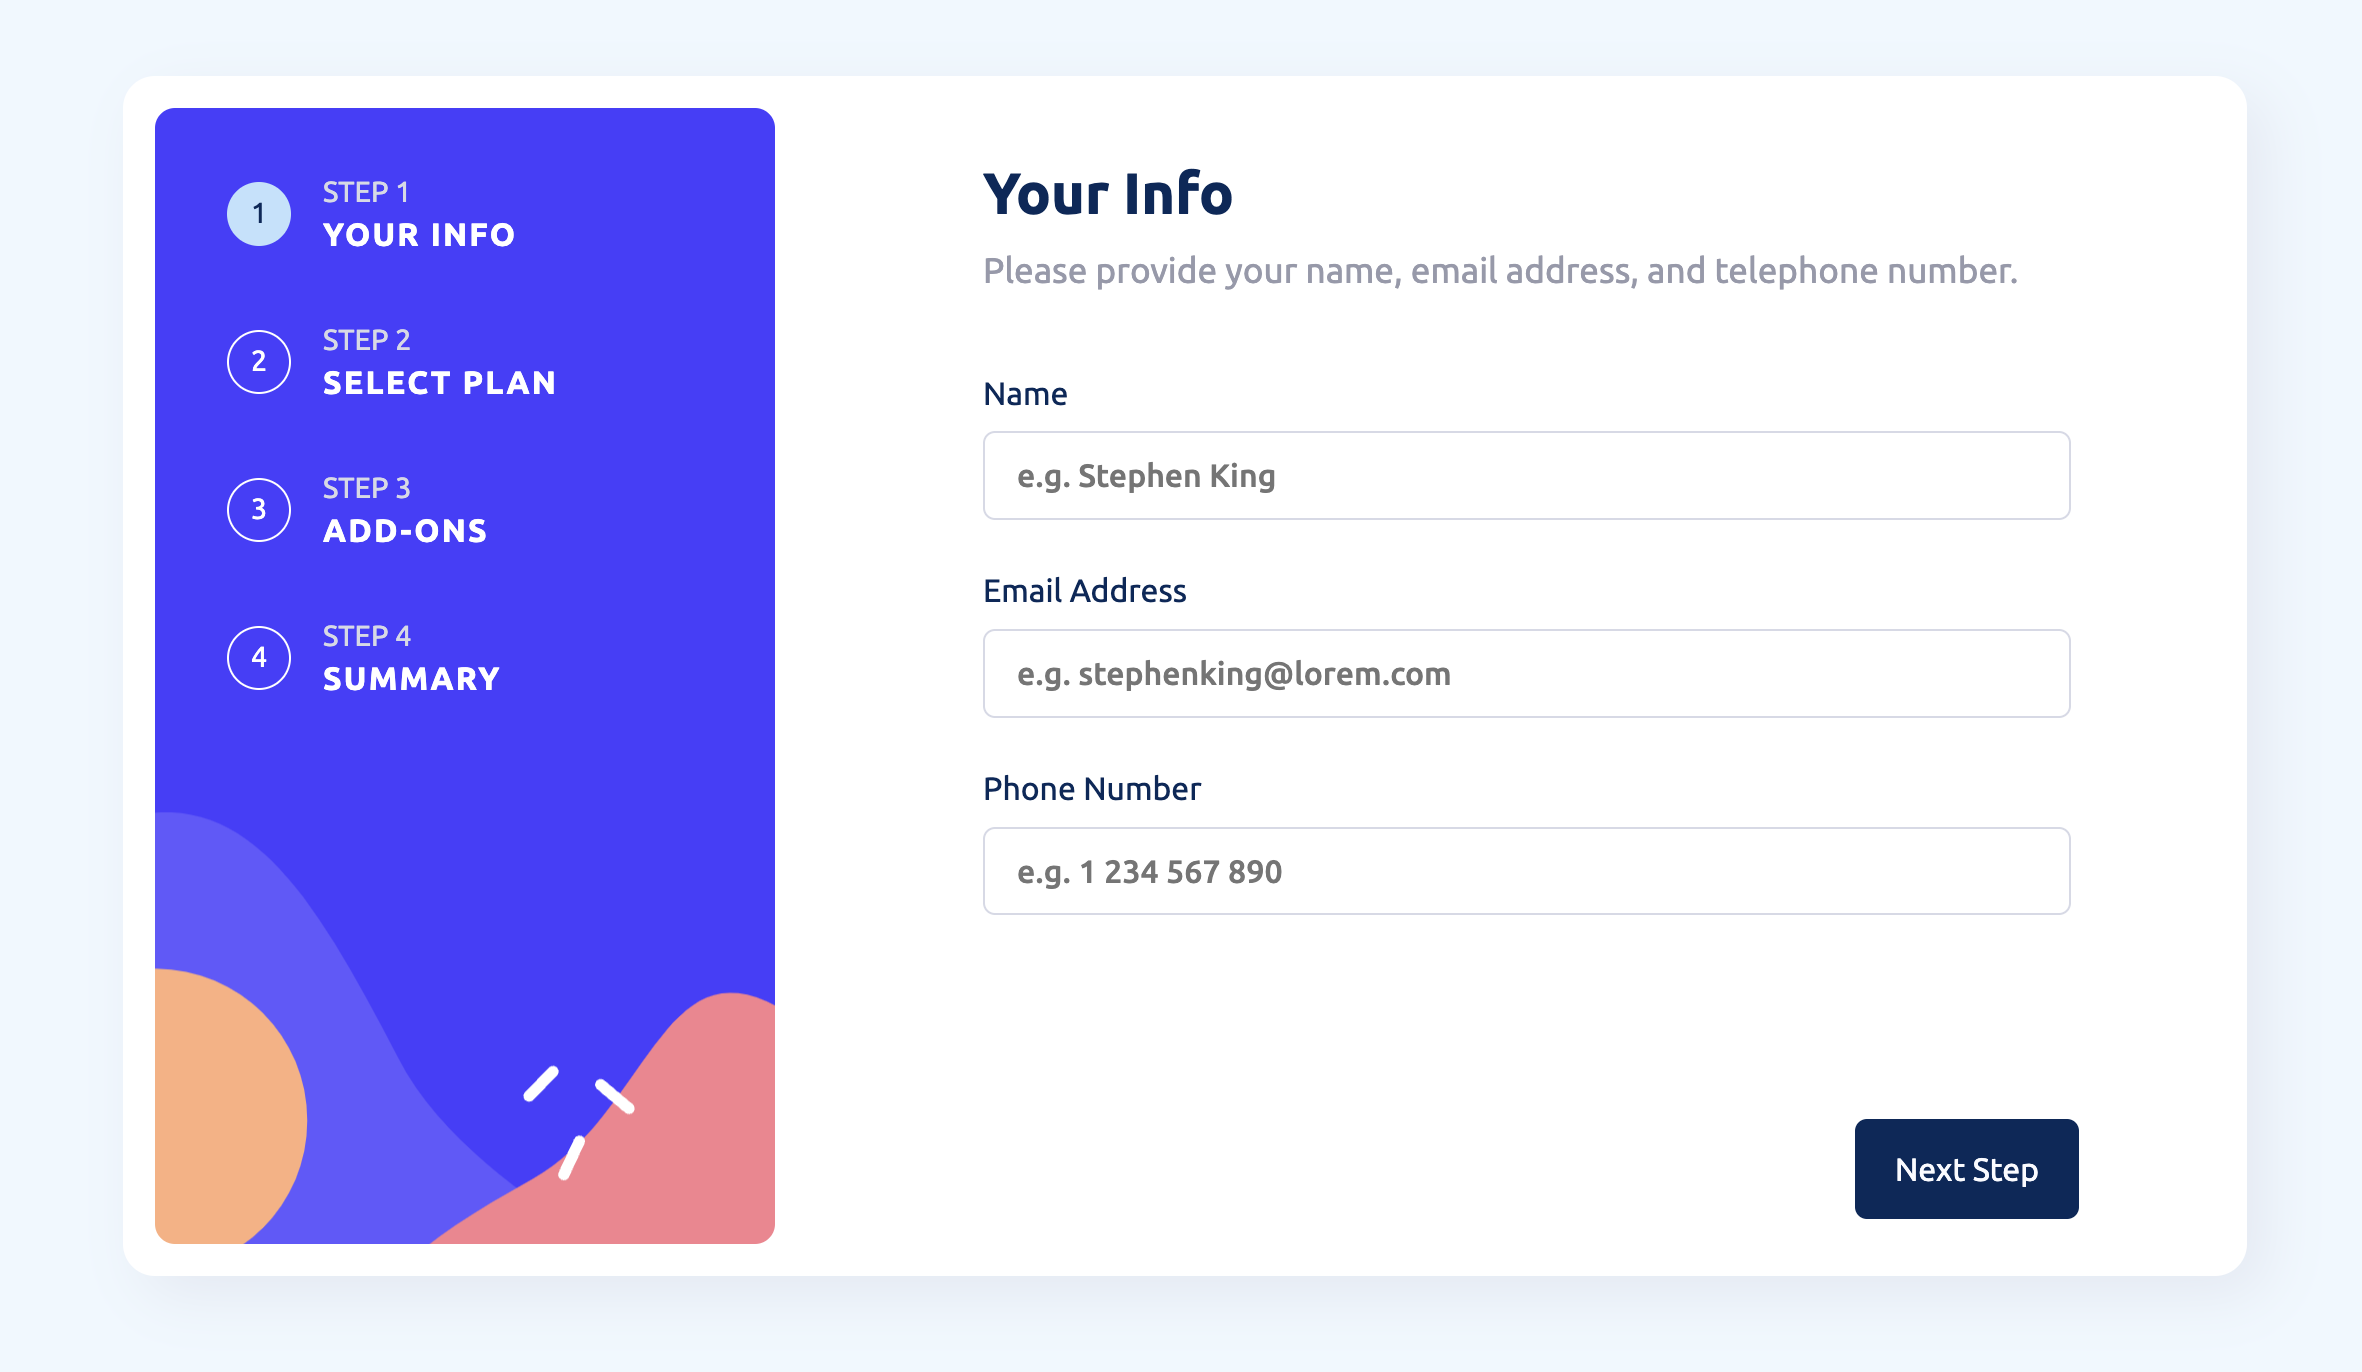 1
STEP 1
YOUR INFO
2
STEP 2
SELECT PLAN
3
STEP 3
ADD-ONS
4
STEP 4
SUMMARY
Your Info
Please provide your name, email address, and telephone number.
Name
e.g. Stephen King
Email Address
e.g. stephenking@lorem.com
Phone Number
e.g. 1 234 567 890
Next Step